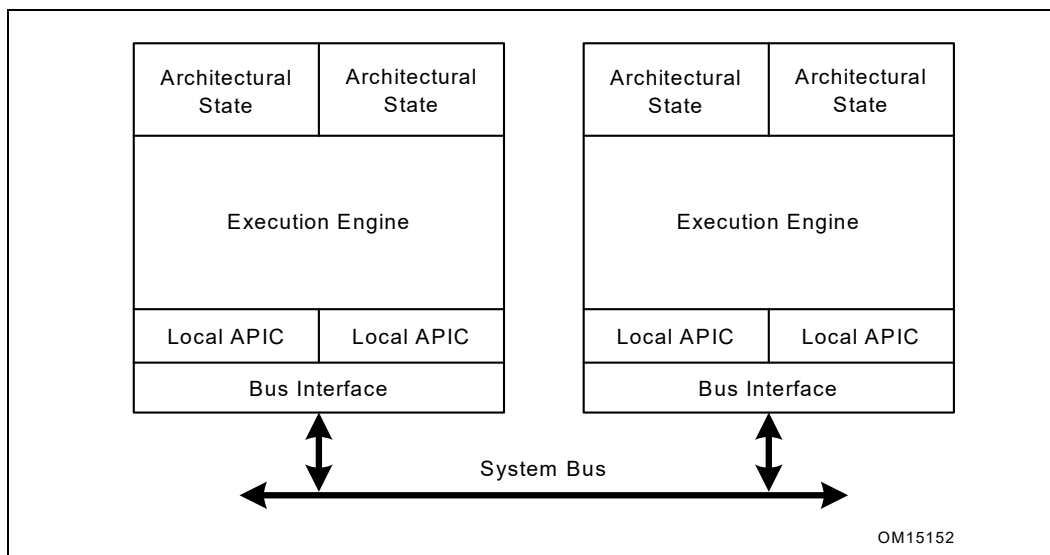 Architectural
State
Architectural
State
Architectural
State
Architectural
State
Execution Engine
Execution Engine
Local APIC
Local APIC
Local APIC
Local APIC
Bus Interface
Bus Interface
System Bus
OM15152